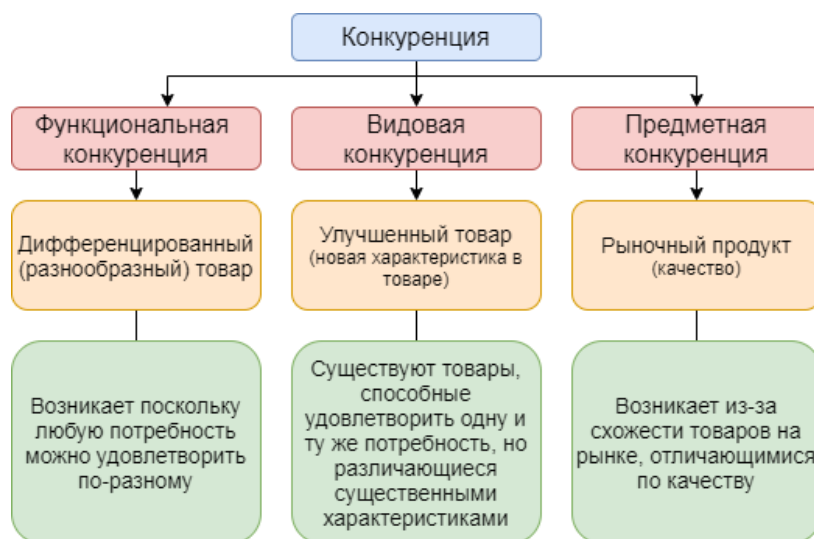 Конкуренция
Функциональная
конкуренция
Видовая
конкуренция
Предметная
конкуренция
Дифференцированный
(разнообразный) товар
Улучшенный товар
(новая характеристика в
товаре)
Рыночный продукт
(качество)
Возникает поскольку
любую потребность
можно удовлетворить
по-разному
Существуют товары,
способные
удовлетворить одну и
ту же потребность, но
различающиеся
существенными
характеристиками
Возникает из-за
схожести товаров на
рынке, отличающимися
по качеству